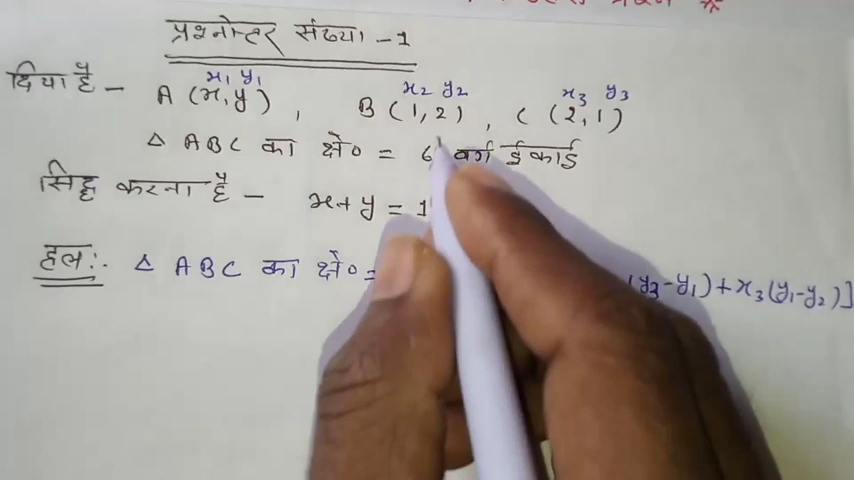 प्रश्नोत्तर संख्या - 1
x₁ y₁ x₂ y₂ x₃ y₃
दिया है - A (x, y) , B (1, 2) , C (2, 1)
△ ABC का क्षे० = 6 वर्ग ईकाई
सिद्ध करना है - x + y = 1
हल:- △ ABC का क्षे० = (y₃-y₁) + x₃(y₁-y₂)]